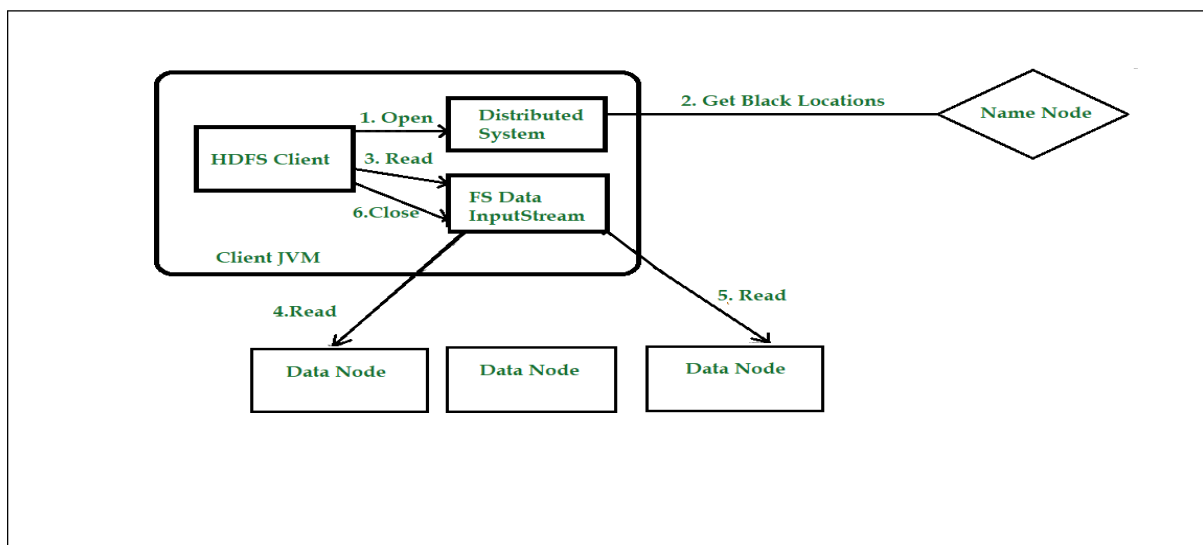 1. Open
Distributed
System
2. Get Black Locations
Name Node
HDFS Client
3. Read
FS Data
InputStream
6.Close
Client JVM
4.Read
5. Read
Data Node
Data Node
Data Node